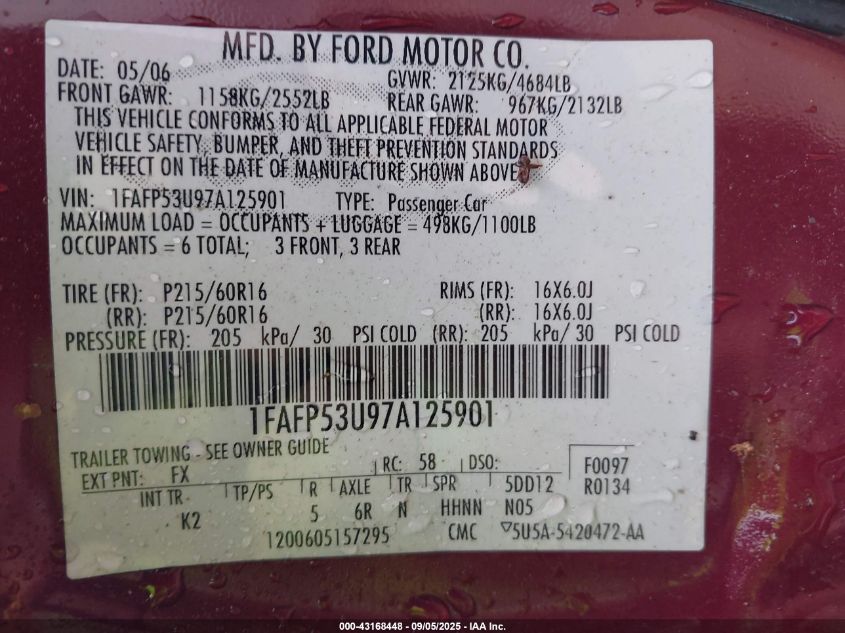 MFD. BY FORD MOTOR CO.
DATE: 05/06 GVWR: 2125KG/4684LB
FRONT GAWR: 1158KG/2552LB REAR GAWR: 967KG/2132LB
THIS VEHICLE CONFORMS TO ALL APPLICABLE FEDERAL MOTOR
VEHICLE SAFETY, BUMPER, AND THEFT PREVENTION STANDARDS
IN EFFECT ON THE DATE OF MANUFACTURE SHOWN ABOVE
VIN: 1FAFP53U97A125901 TYPE: Passenger Car
MAXIMUM LOAD = OCCUPANTS + LUGGAGE = 498KG/1100LB
OCCUPANTS = 6 TOTAL; 3 FRONT, 3 REAR
TIRE (FR): P215/60R16 RIMS (FR): 16X6.0J
(RR): P215/60R16 (RR): 16X6.0J
PRESSURE (FR): 205 kPa/ 30 PSI COLD (RR): 205 kPa/ 30 PSI COLD
1FAFP53U97A125901
TRAILER TOWING - SEE OWNER GUIDE
EXT PNT: FX RC: 58 DSO: F0097
INT TR TP/PS R AXLE TR SPR 5DD12 R0134
K2 5 6R N HHNN N05
1200605157295 CMC ▽5U5A-5420472-AA
000-43168448 - 09/05/2025 - IAA Inc.